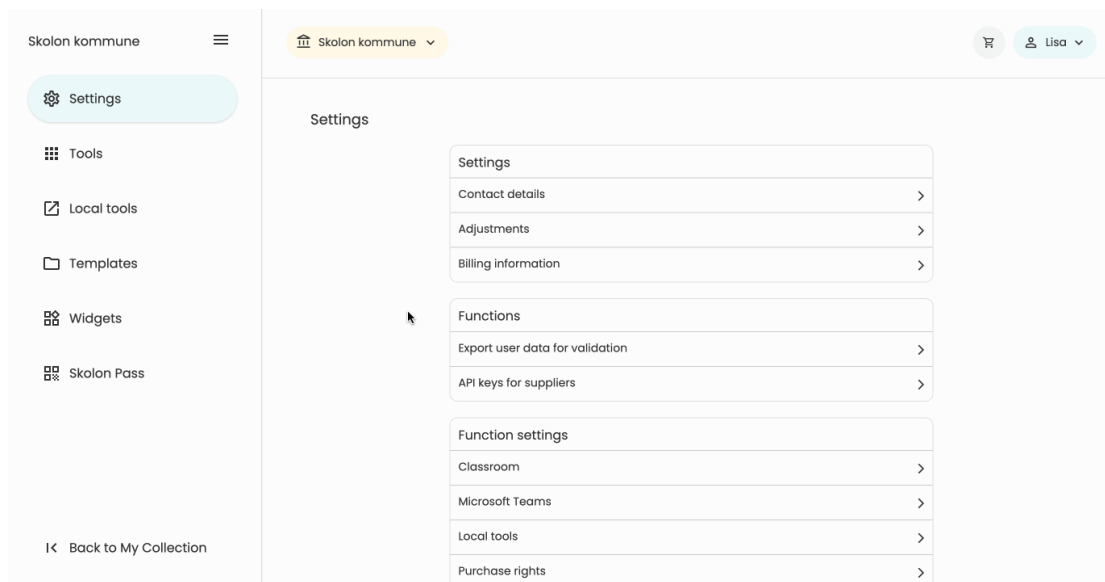 Skolon kommune
Settings
Tools
Local tools
Templates
Widgets
Skolon Pass
Back to My Collection
Skolon kommune
Lisa
Settings
Settings
Contact details
Adjustments
Billing information
Functions
Export user data for validation
API keys for suppliers
Function settings
Classroom
Microsoft Teams
Local tools
Purchase rights